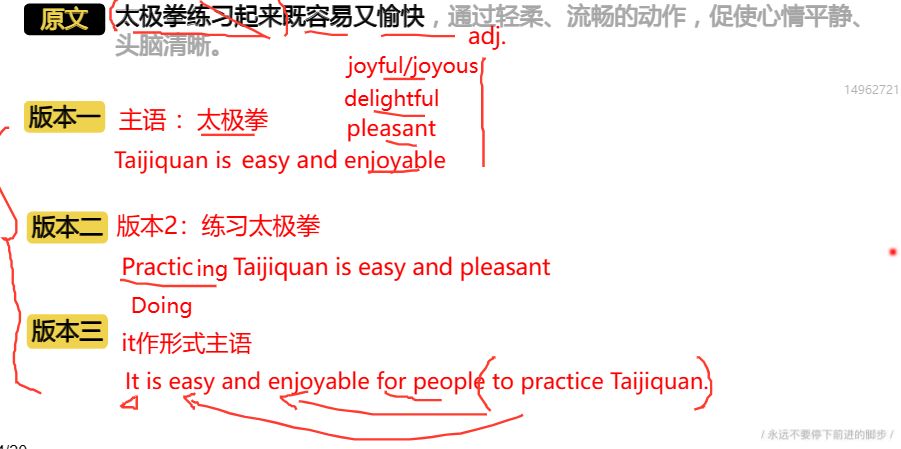 原文 太极拳练习起来既容易又愉快，通过轻柔、流畅的动作，促使心情平静、
头脑清晰。
adj.
joyful/joyous
14962721
delightful
版本一 主语：太极拳
pleasant
Taijiquan is easy and enjoyable
版本二 版本2：练习太极拳
Practicing Taijiquan is easy and pleasant
Doing
版本三 it作形式主语
It is easy and enjoyable for people to practice Taijiquan.
/ 永远不要停下前进的脚步 /